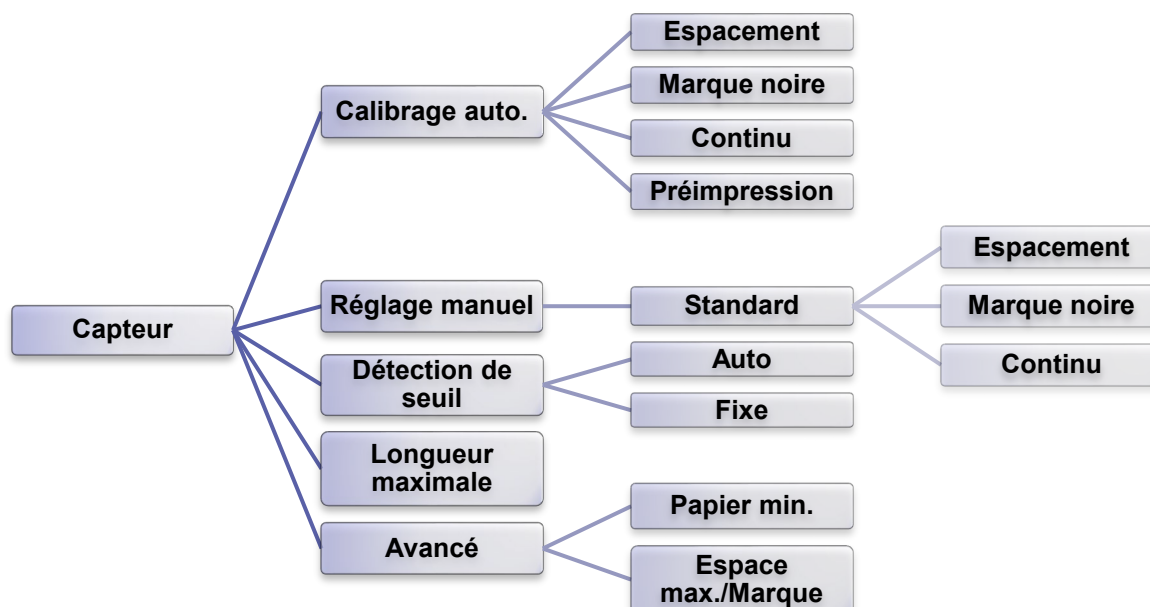 Capteur
Calibrage auto.
Espacement
Marque noire
Continu
Préimpression
Réglage manuel
Standard
Espacement
Marque noire
Continu
Détection de
seuil
Auto
Fixe
Longueur
maximale
Avancé
Papier min.
Espace
max./Marque